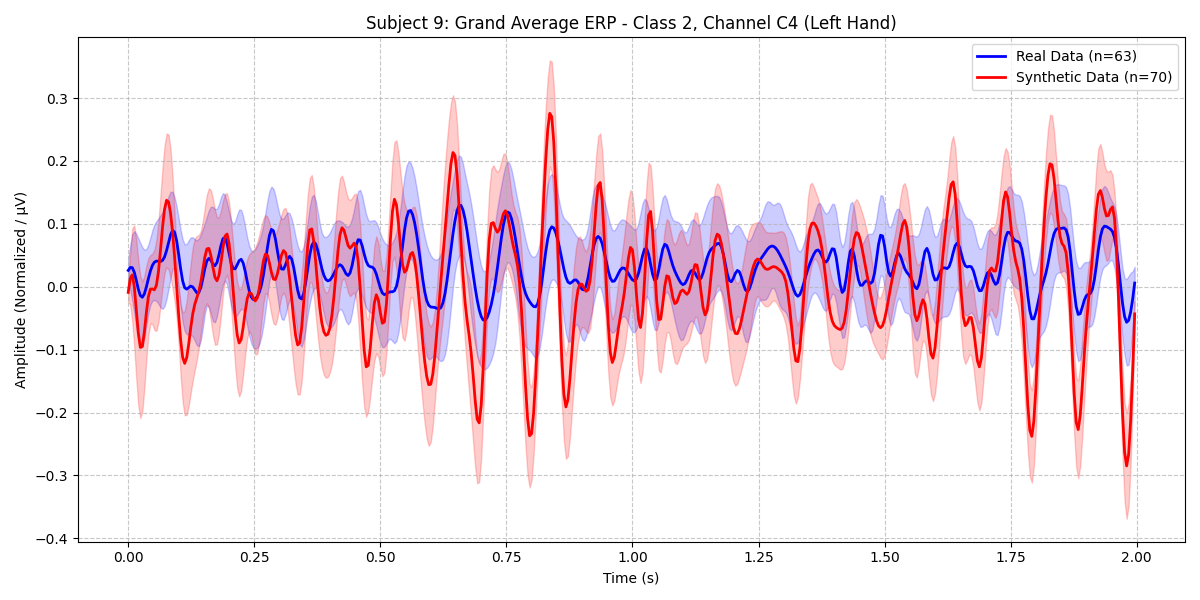 Subject 9: Grand Average ERP - Class 2, Channel C4 (Left Hand)
Real Data (n=63)
Synthetic Data (n=70)
Amplitude (Normalized / µV)
0.3
0.2
0.1
0.0
−0.1
−0.2
−0.3
−0.4
0.00 0.25 0.50 0.75 1.00 1.25 1.50 1.75 2.00
Time (s)